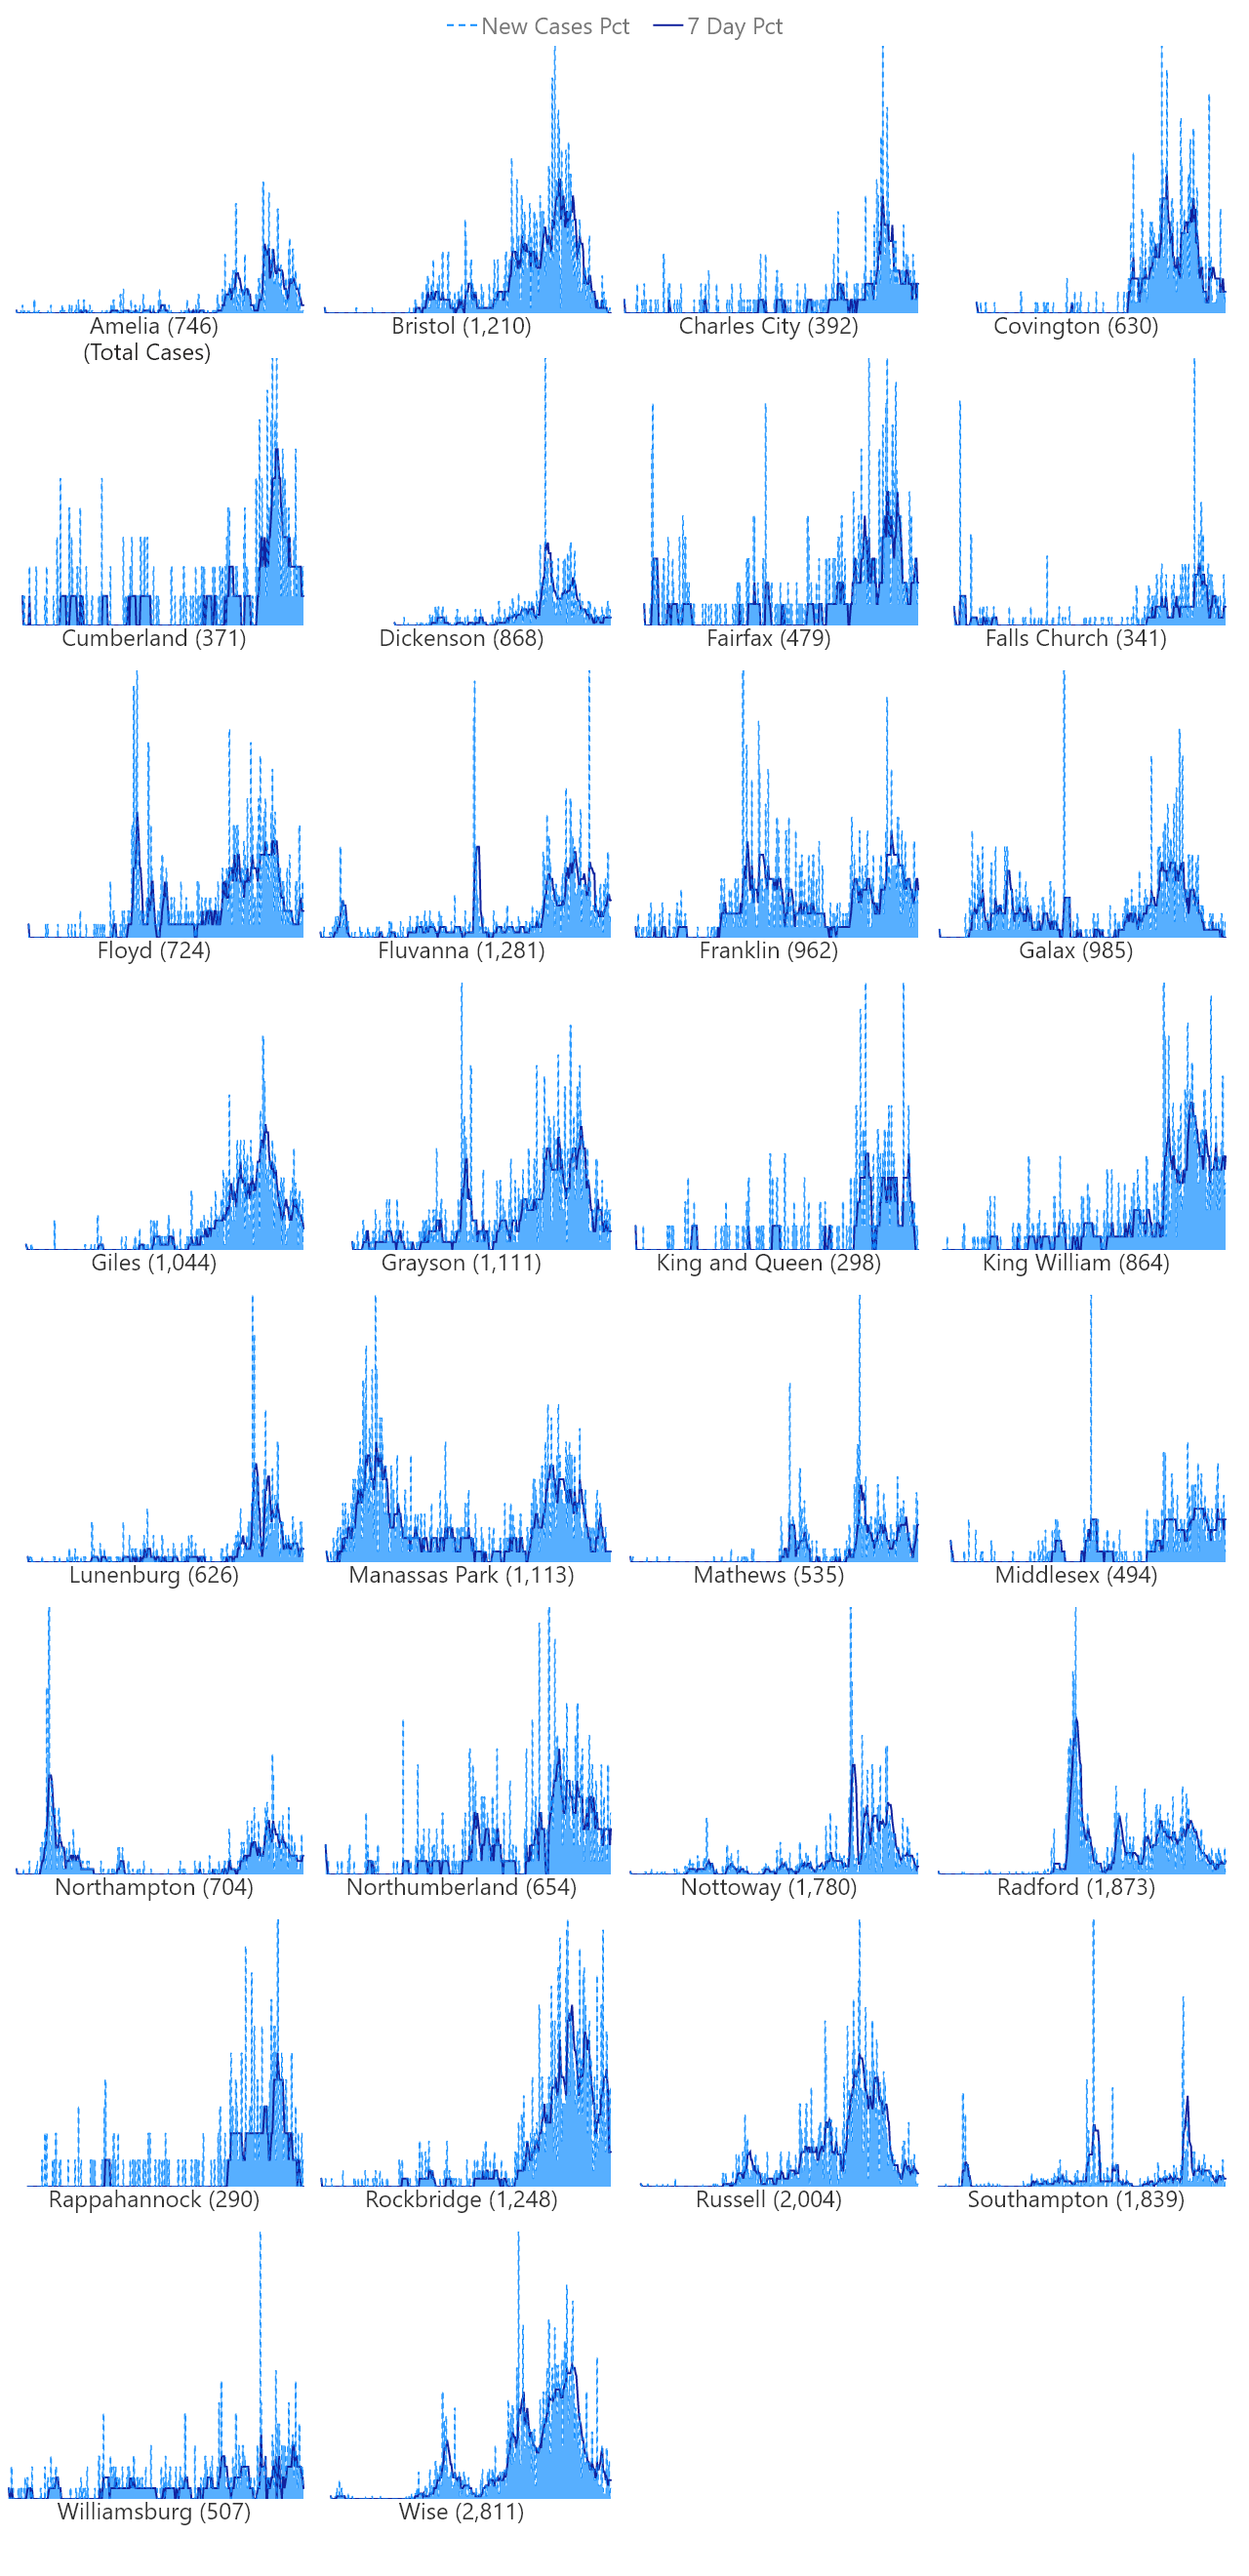 New Cases Pct 7 Day Pct
Amelia (746) Bristol (1,210) Charles City (392) Covington (630)
(Total Cases)
Cumberland (371) Dickenson (868) Fairfax (479) Falls Church (341)
Floyd (724) Fluvanna (1,281) Franklin (962) Galax (985)
Giles (1,044) Grayson (1,111) King and Queen (298) King William (864)
Lunenburg (626) Manassas Park (1,113) Mathews (535) Middlesex (494)
Northampton (704) Northumberland (654) Nottoway (1,780) Radford (1,873)
Rappahannock (290) Rockbridge (1,248) Russell (2,004) Southampton (1,839)
Williamsburg (507) Wise (2,811)